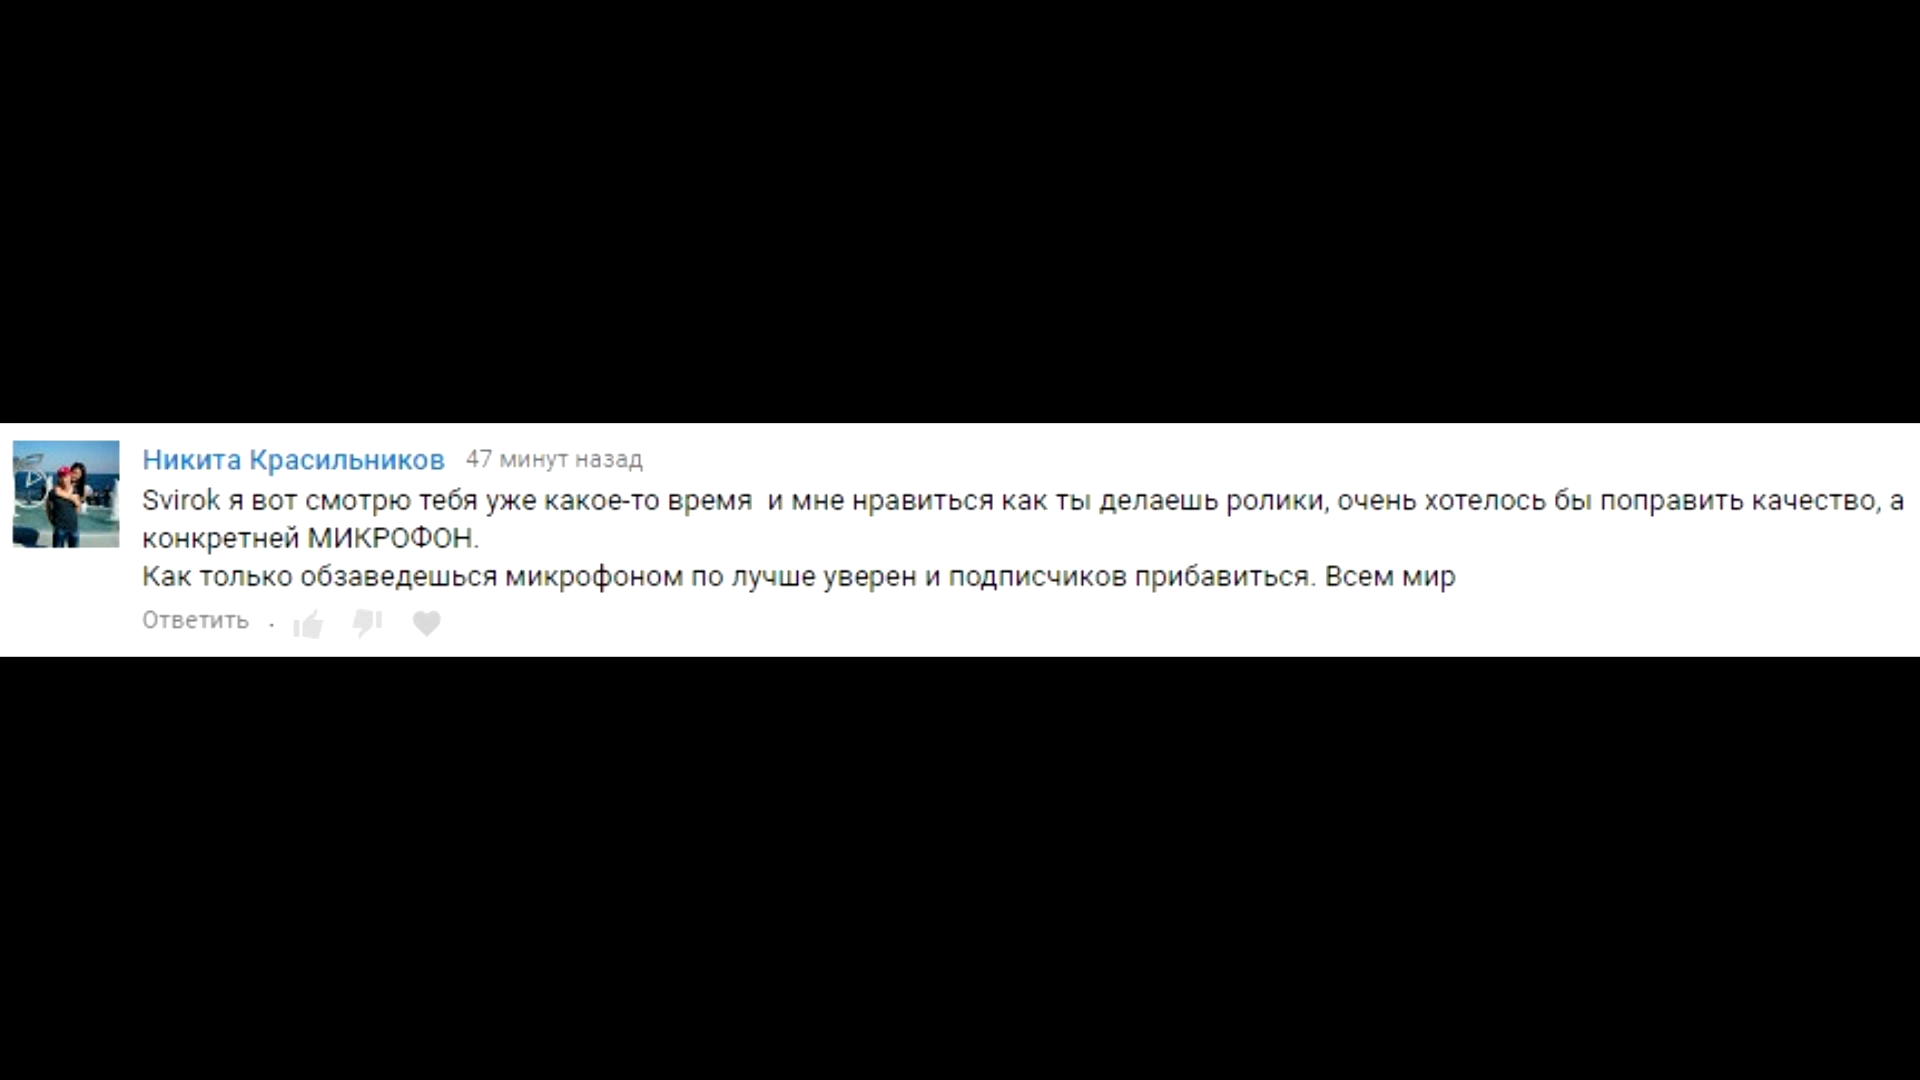 Никита Красильников 47 минут назад
Svirok я вот смотрю тебя уже какое-то время  и мне нравиться как ты делаешь ролики, очень хотелось бы поправить качество, а
конкретней МИКРОФОН.
Как только обзаведешься микрофоном по лучше уверен и подписчиков прибавиться. Всем мир
Ответить .